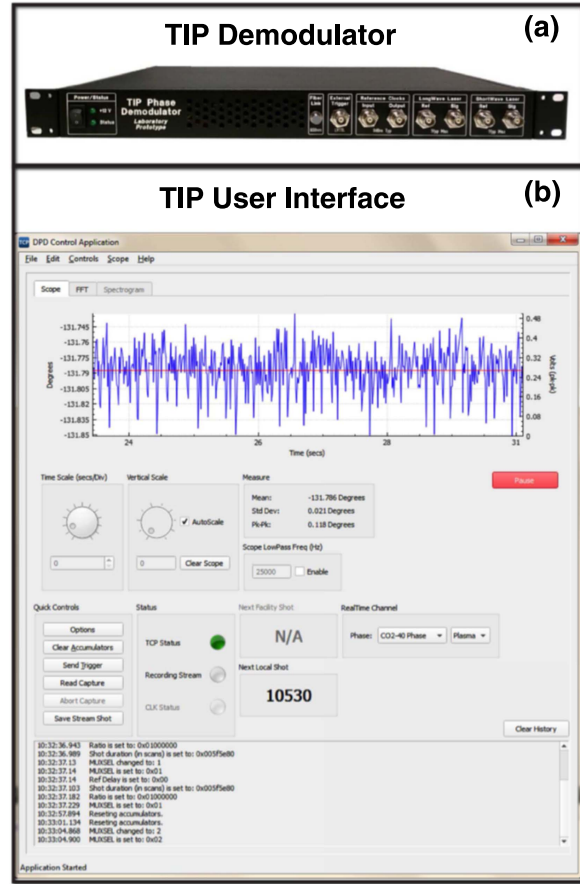 TIP Demodulator (a)
Power/Status
+12 V
Status
TIP Phase
Demodulator
Laboratory
Prototype
Fiber
Link
External
Trigger
Reference Clocks
Input Output
LongWave Laser
Ref Sig
ShortWave Laser
Ref Sig
TIP User Interface (b)
DPD Control Application
File Edit Controls Scope Help
Scope FFT Spectrogram
-131.745
-131.76
-131.775
-131.79
-131.805
-131.82
-131.835
-131.85
Degrees
0.48
0.4
0.32
0.24
0.16
0.08
0
Volts (pk-pk)
24 26 28 30 31
Time (secs)
Time Scale (secs/Div) Vertical Scale Measure
Pause
Mean: -131.786 Degrees
Std Dev: 0.021 Degrees
Pk-Pk: 0.118 Degrees
AutoScale
0 0 Clear Scope
Scope LowPass Freq (Hz)
25000 Enable
Quick Controls Status Next Facility Shot RealTime Channel
Options
Clear Accumulators
Send Trigger
Read Capture
Abort Capture
Save Stream Shot
TCP Status
Recording Stream
CLK Status
N/A
Phase: CO2-40 Phase Plasma
Next Local Shot
10530
Clear History
10:32:36.943 Ratio is set to: 0x01000000
10:32:36.989 Shot duration (in scans) is set to: 0x005f5e80
10:32:37.13 MUXSEL changed to: 1
10:32:37.14 MUXSEL is set to: 0x01
10:32:37.14 Ref Delay is set to: 0x00
10:32:37.103 Shot duration (in scans) is set to: 0x005f5e80
10:32:37.182 Ratio is set to: 0x01000000
10:32:37.229 MUXSEL is set to: 0x01
10:32:57.894 Reseting accumulators.
10:33:01.134 Reseting accumulators.
10:33:04.868 MUXSEL changed to: 2
10:33:04.900 MUXSEL is set to: 0x02
Application Started